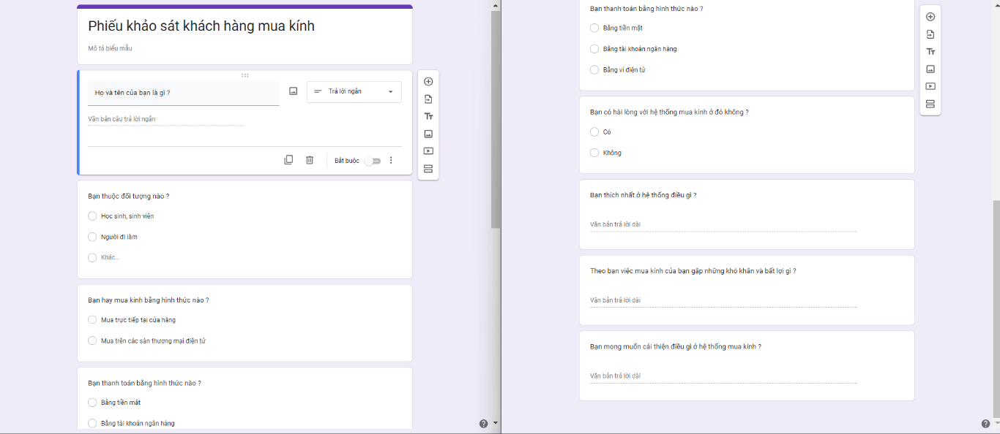 Phiếu khảo sát khách hàng mua kính
Mô tả biểu mẫu
Họ và tên của bạn là gì ?
Trả lời ngắn
Văn bản câu trả lời ngắn
Bắt buộc
Bạn thuộc đối tượng nào ?
Học sinh, sinh viên
Người đi làm
Khác...
Bạn hay mua kính bằng hình thức nào ?
Mua trực tiếp tại cửa hàng
Mua trên các sàn thương mại điện tử
Bạn thanh toán bằng hình thức nào ?
Bằng tiền mặt
Bằng tài khoản ngân hàng
Bạn thanh toán bằng hình thức nào ?
Bằng tiền mặt
Bằng tài khoản ngân hàng
Bằng ví điện tử
Bạn có hài lòng với hệ thống mua kính ở đó không ?
Có
Không
Bạn thích nhất ở hệ thống điều gì ?
Văn bản trả lời dài
Theo bạn việc mua kính của bạn gặp những khó khăn và bất lợi gì ?
Văn bản trả lời dài
Bạn mong muốn cải thiện điều gì ở hệ thống mua kính ?
Văn bản trả lời dài